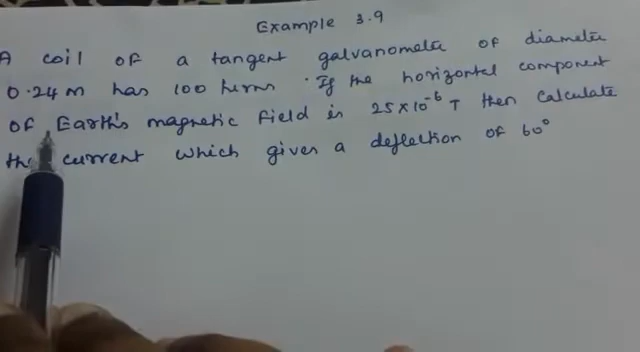 Example 3.9
A coil of a tangent galvanometer of diameter
0.24 m has 100 turns. If the horizontal component
of Earth's magnetic field is 25×10⁻⁶ T then calculate
the current which gives a deflection of 60°